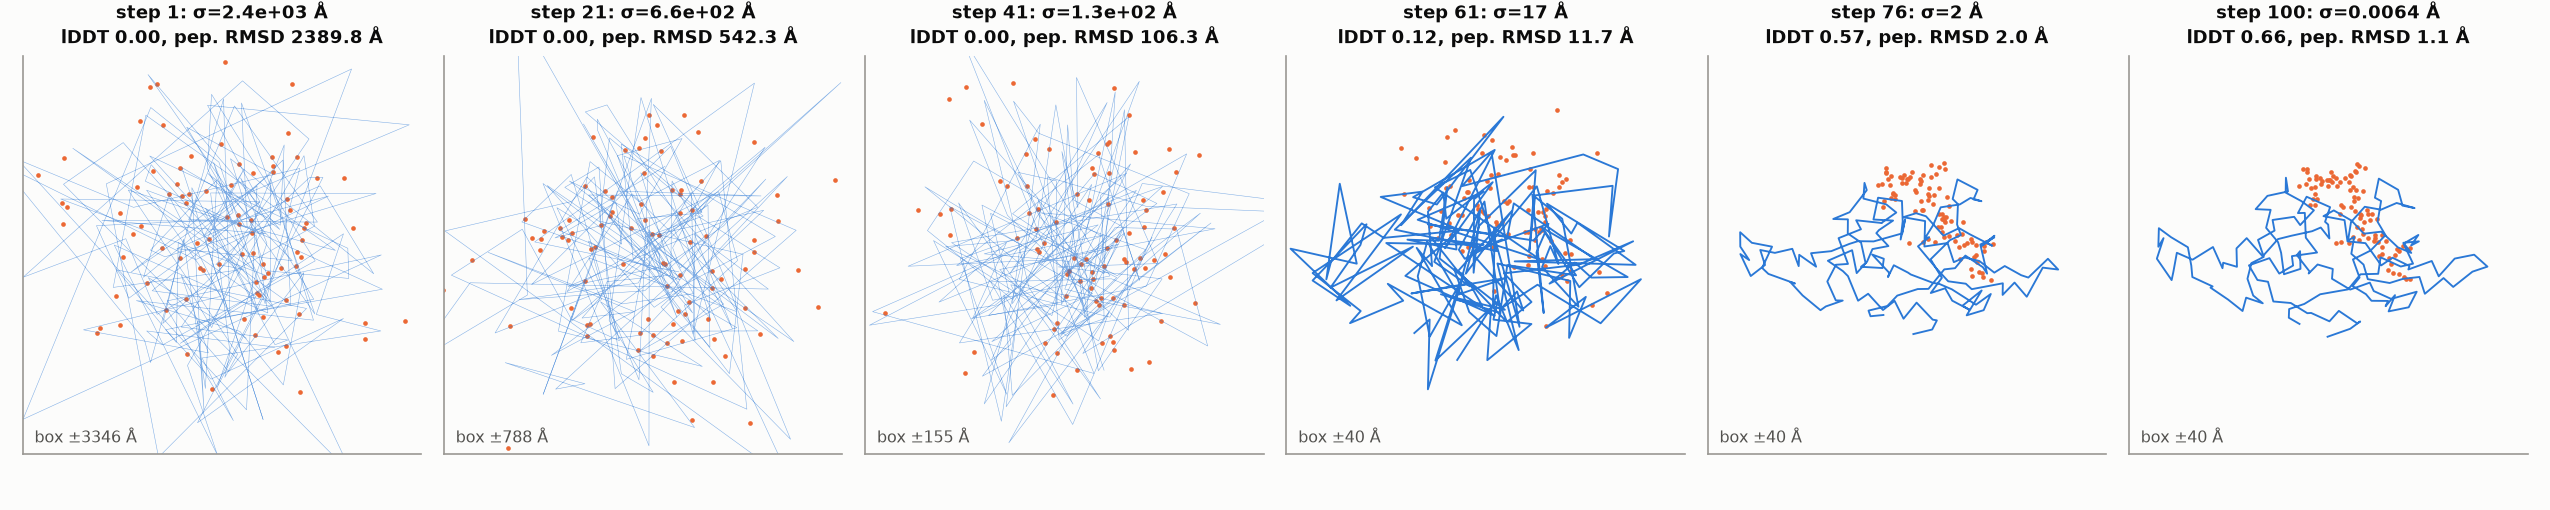 step 1: σ=2.4e+03 Å
lDDT 0.00, pep. RMSD 2389.8 Å
box ±3346 Å
step 21: σ=6.6e+02 Å
lDDT 0.00, pep. RMSD 542.3 Å
box ±788 Å
step 41: σ=1.3e+02 Å
lDDT 0.00, pep. RMSD 106.3 Å
box ±155 Å
step 61: σ=17 Å
lDDT 0.12, pep. RMSD 11.7 Å
box ±40 Å
step 76: σ=2 Å
lDDT 0.57, pep. RMSD 2.0 Å
box ±40 Å
step 100: σ=0.0064 Å
lDDT 0.66, pep. RMSD 1.1 Å
box ±40 Å